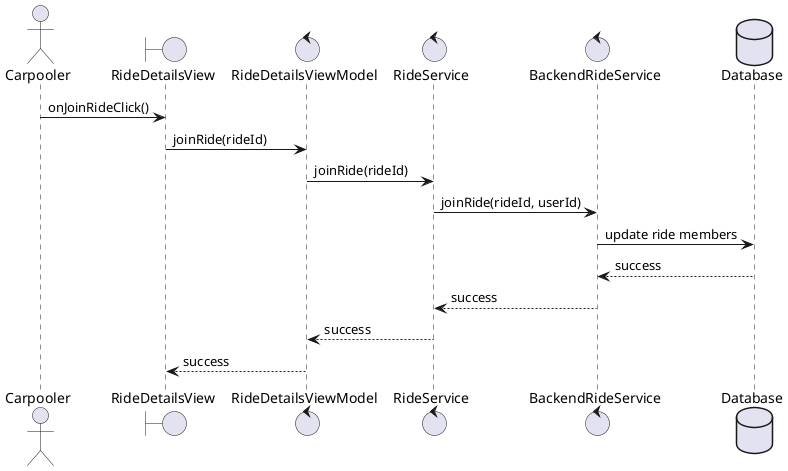 Carpooler RideDetailsView RideDetailsViewModel RideService BackendRideService Database
onJoinRideClick()
joinRide(rideId)
joinRide(rideId)
joinRide(rideId, userId)
update ride members
success
success
success
success
Carpooler RideDetailsView RideDetailsViewModel RideService BackendRideService Database